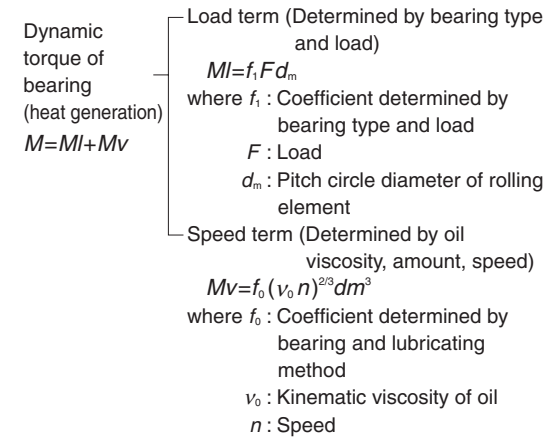 Dynamic
torque of
bearing
(heat generation)
M=Ml+Mv
Load term (Determined by bearing type
and load)
Ml=f₁Fdₘ
where f₁ : Coefficient determined by
bearing type and load
F : Load
dₘ : Pitch circle diameter of rolling
element
Speed term (Determined by oil
viscosity, amount, speed)
Mv=f₀(ν₀n)²ᐟ³dm³
where f₀ : Coefficient determined by
bearing and lubricating
method
ν₀ : Kinematic viscosity of oil
n : Speed